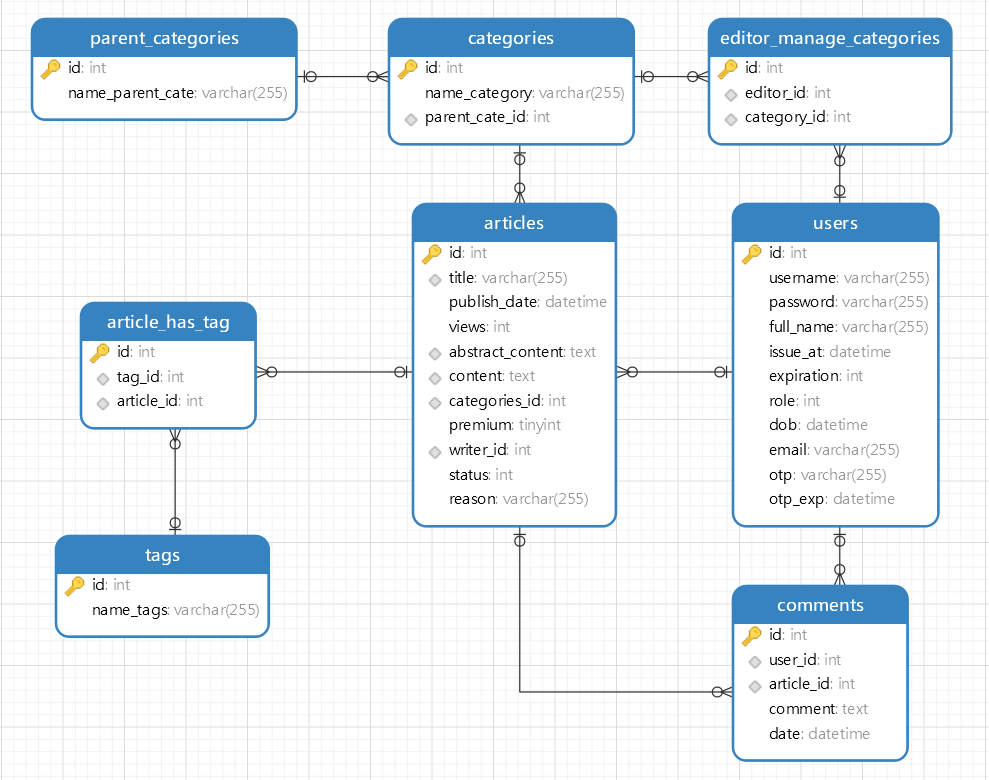 parent_categories
id: int
name_parent_cate: varchar(255)
categories
id: int
name_category: varchar(255)
parent_cate_id: int
editor_manage_categories
id: int
editor_id: int
category_id: int
articles
id: int
title: varchar(255)
publish_date: datetime
views: int
abstract_content: text
content: text
categories_id: int
premium: tinyint
writer_id: int
status: int
reason: varchar(255)
users
id: int
username: varchar(255)
password: varchar(255)
full_name: varchar(255)
issue_at: datetime
expiration: int
role: int
dob: datetime
email: varchar(255)
otp: varchar(255)
otp_exp: datetime
article_has_tag
id: int
tag_id: int
article_id: int
tags
id: int
name_tags: varchar(255)
comments
id: int
user_id: int
article_id: int
comment: text
date: datetime